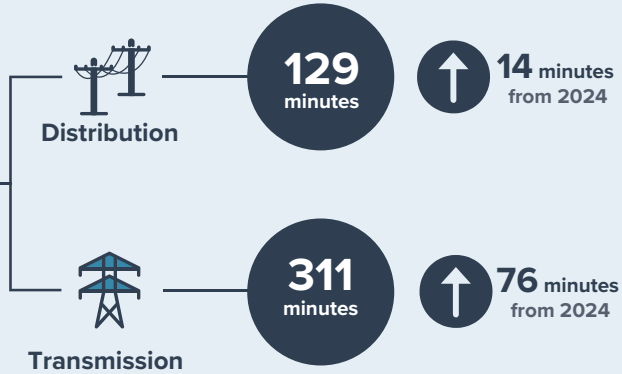 129
minutes
14 minutes
from 2024
Distribution
311
minutes
76 minutes
from 2024
Transmission